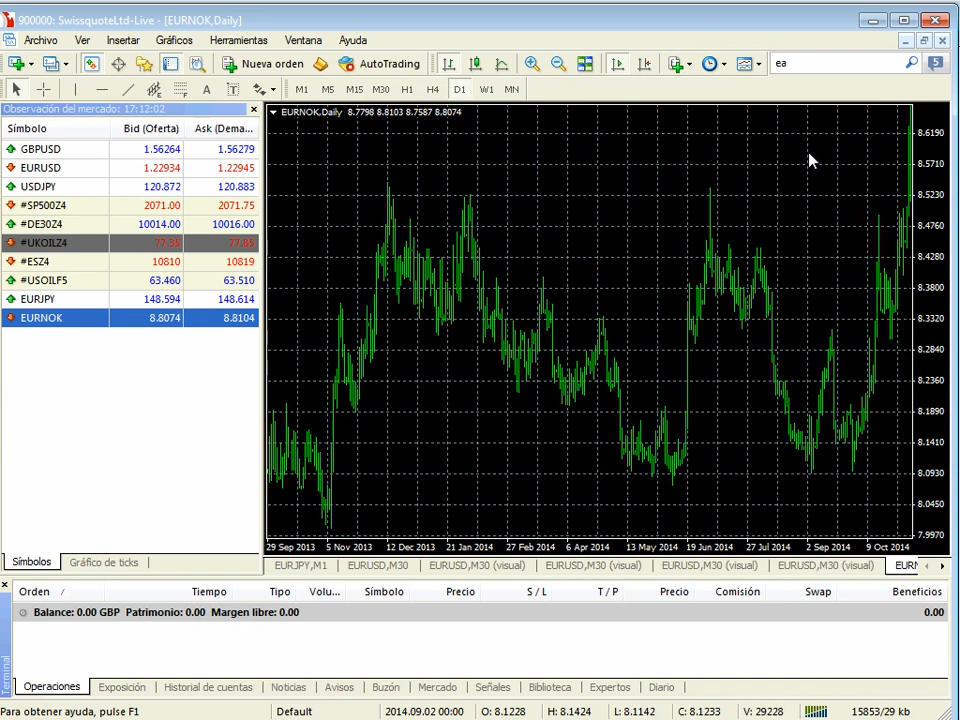 900000: SwissquoteLtd-Live - [EURNOK,Daily]
Archivo Ver Insertar Gráficos Herramientas Ventana Ayuda
Nueva orden AutoTrading ea 5
A T M1 M5 M15 M30 H1 H4 D1 W1 MN
Observación del mercado: 17:12:02
Símbolo Bid (Oferta) Ask (Dema...
GBPUSD 1.56264 1.56279
EURUSD 1.22934 1.22945
USDJPY 120.872 120.883
#SP500Z4 2071.00 2071.75
#DE30Z4 10014.00 10016.00
#UKOILZ4 77.35 77.85
#ESZ4 10810 10819
#USOILF5 63.460 63.510
EURJPY 148.594 148.614
EURNOK 8.8074 8.8104
Símbolos Gráfico de ticks
EURNOK,Daily 8.7798 8.8103 8.7587 8.8074
8.6190
8.5710
8.5230
8.4760
8.4280
8.3800
8.3320
8.2840
8.2360
8.1890
8.1410
8.0930
8.0450
7.9970
29 Sep 2013 5 Nov 2013 12 Dec 2013 21 Jan 2014 27 Feb 2014 6 Apr 2014 13 May 2014 19 Jun 2014 27 Jul 2014 2 Sep 2014 9 Oct 2014
EURJPY,M1 EURUSD,M30 EURUSD,M30 (visual) EURUSD,M30 (visual) EURUSD,M30 (visual) EURUSD,M30 (visual) EURN
Orden Tiempo Tipo Volu... Símbolo Precio S / L T / P Precio Comisión Swap Beneficios
Balance: 0.00 GBP Patrimonio: 0.00 Margen libre: 0.00 0.00
Terminal
Operaciones Exposición Historial de cuentas Noticias Avisos Buzón Mercado Señales Biblioteca Expertos Diario
Para obtener ayuda, pulse F1 Default 2014.09.02 00:00 O: 8.1228 H: 8.1424 L: 8.1142 C: 8.1233 V: 29228 15853/29 kb